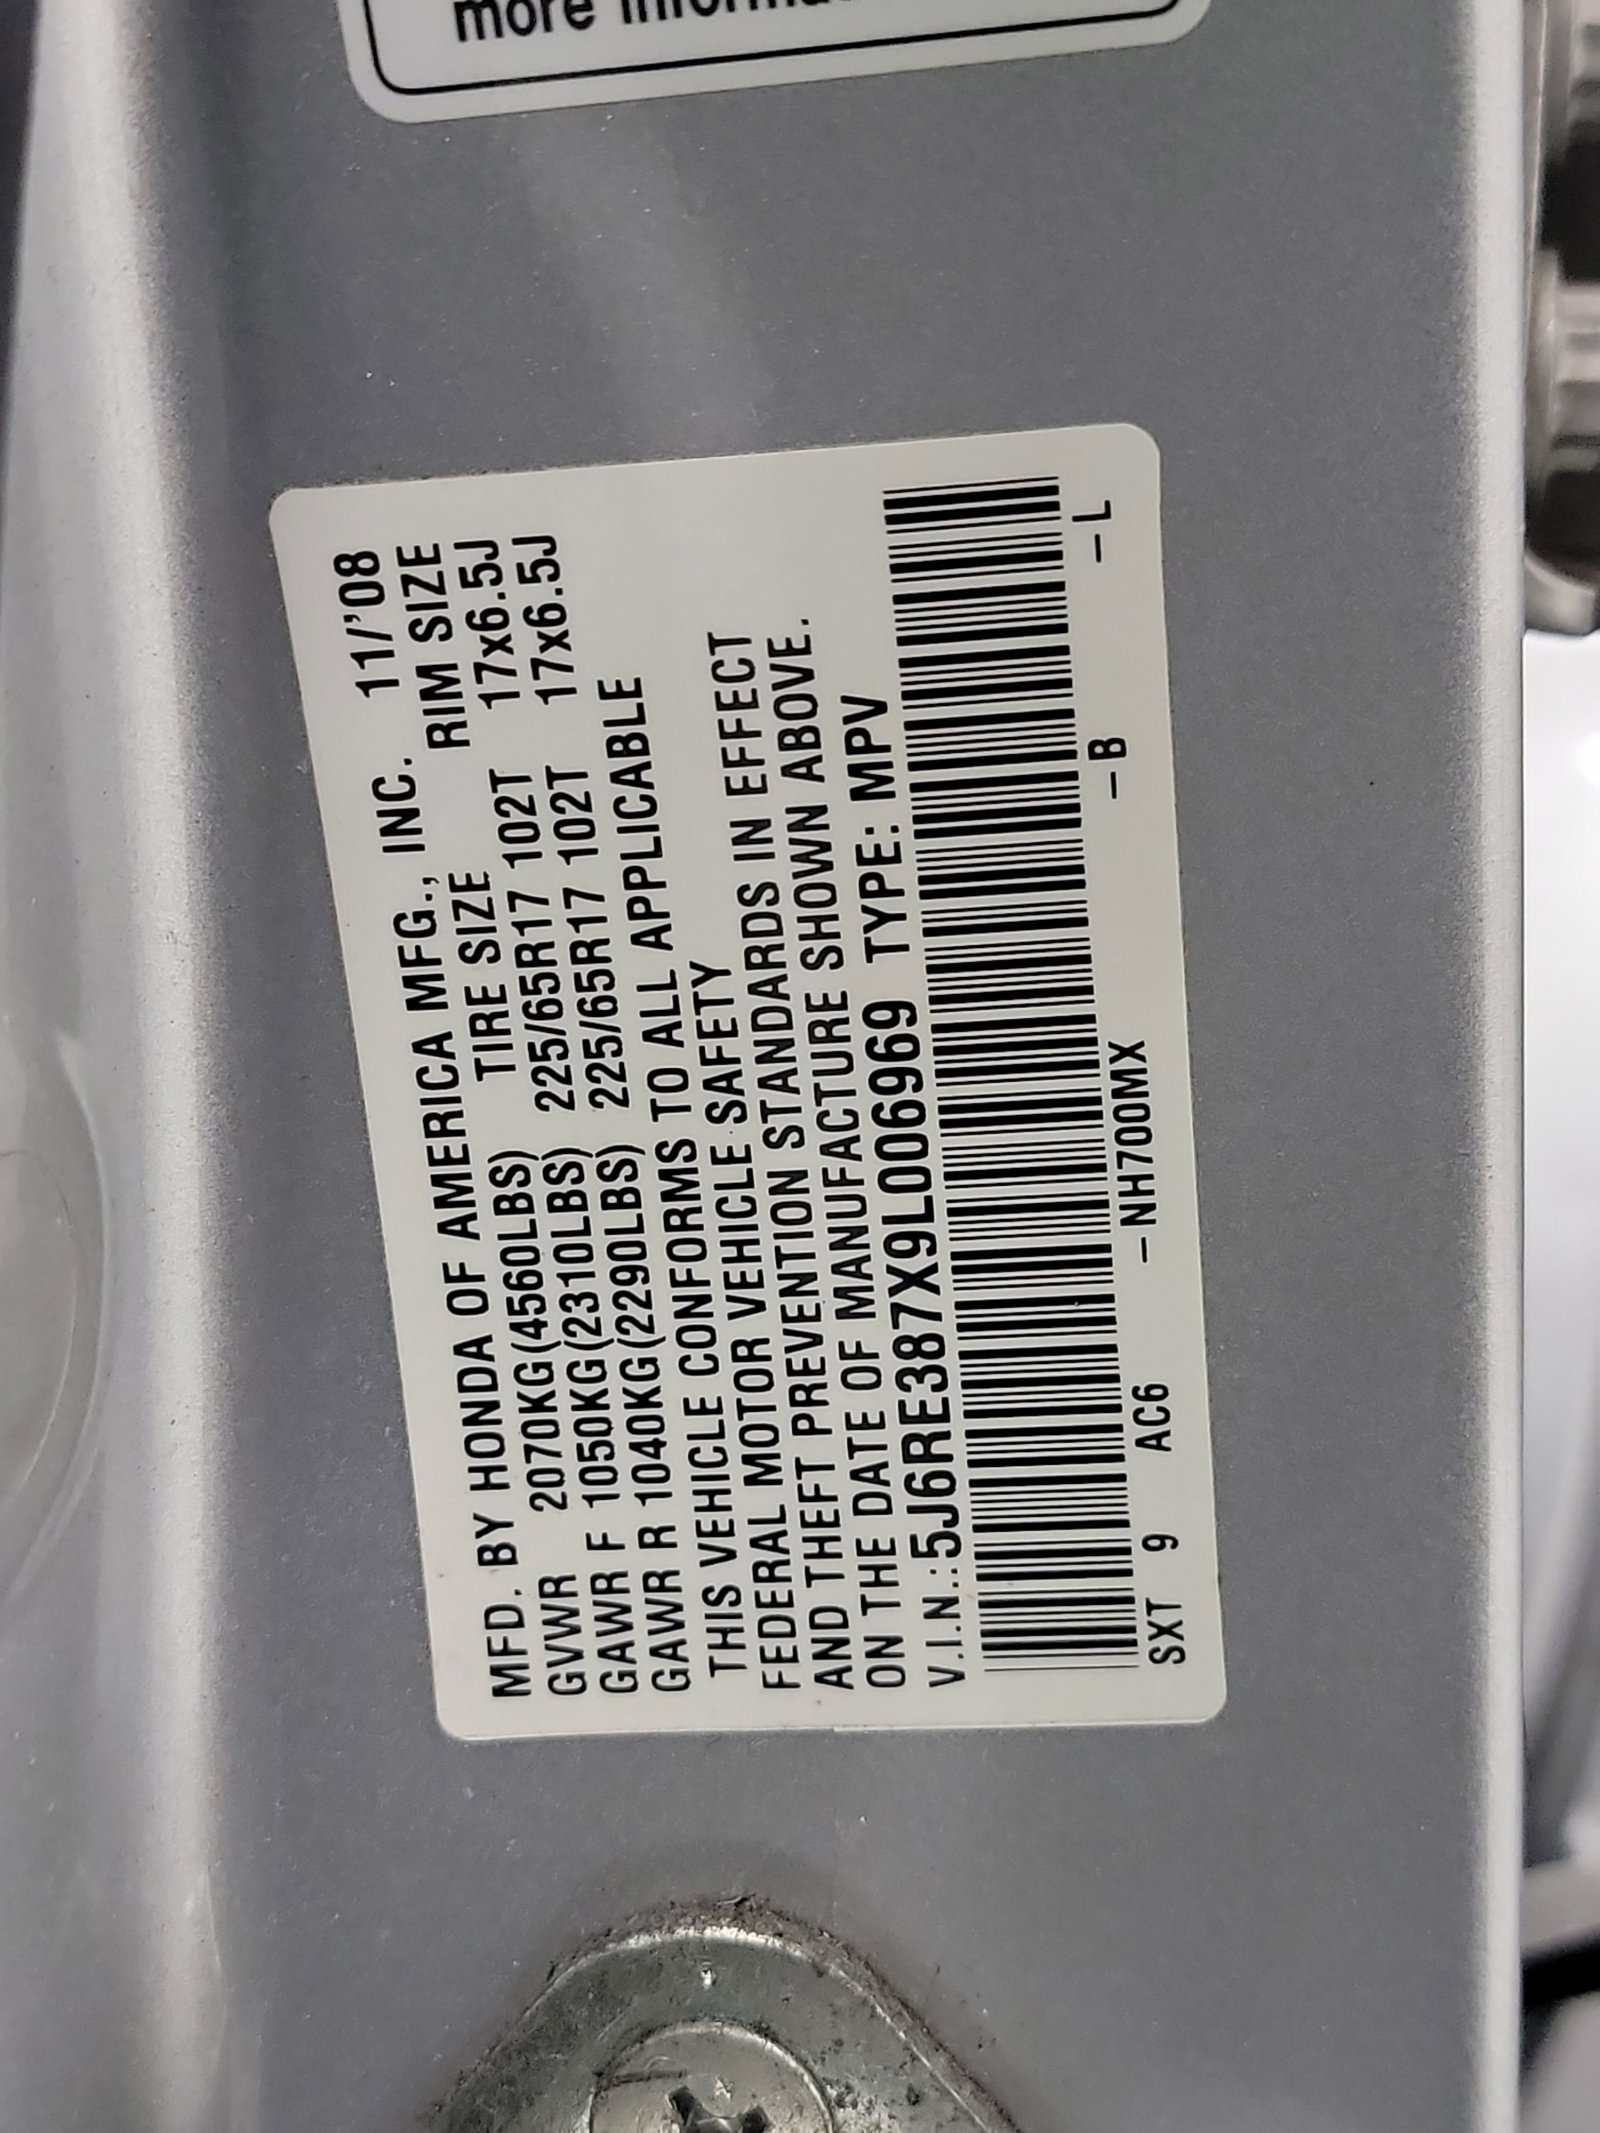 more
MFD. BY HONDA OF AMERICA MFG., INC. 11/'08
TIRE SIZE RIM SIZE
GVWR 2070KG(4560LBS) 225/65R17 102T 17x6.5J
GAWR F 1050KG(2310LBS) 225/65R17 102T 17x6.5J
GAWR R 1040KG(2290LBS)
THIS VEHICLE CONFORMS TO ALL APPLICABLE
FEDERAL MOTOR VEHICLE SAFETY
AND THEFT PREVENTION STANDARDS IN EFFECT
ON THE DATE OF MANUFACTURE SHOWN ABOVE.
V.I.N.:5J6RE387X9L006969 TYPE: MPV
SXT 9 AC6 –NH700MX –B –L